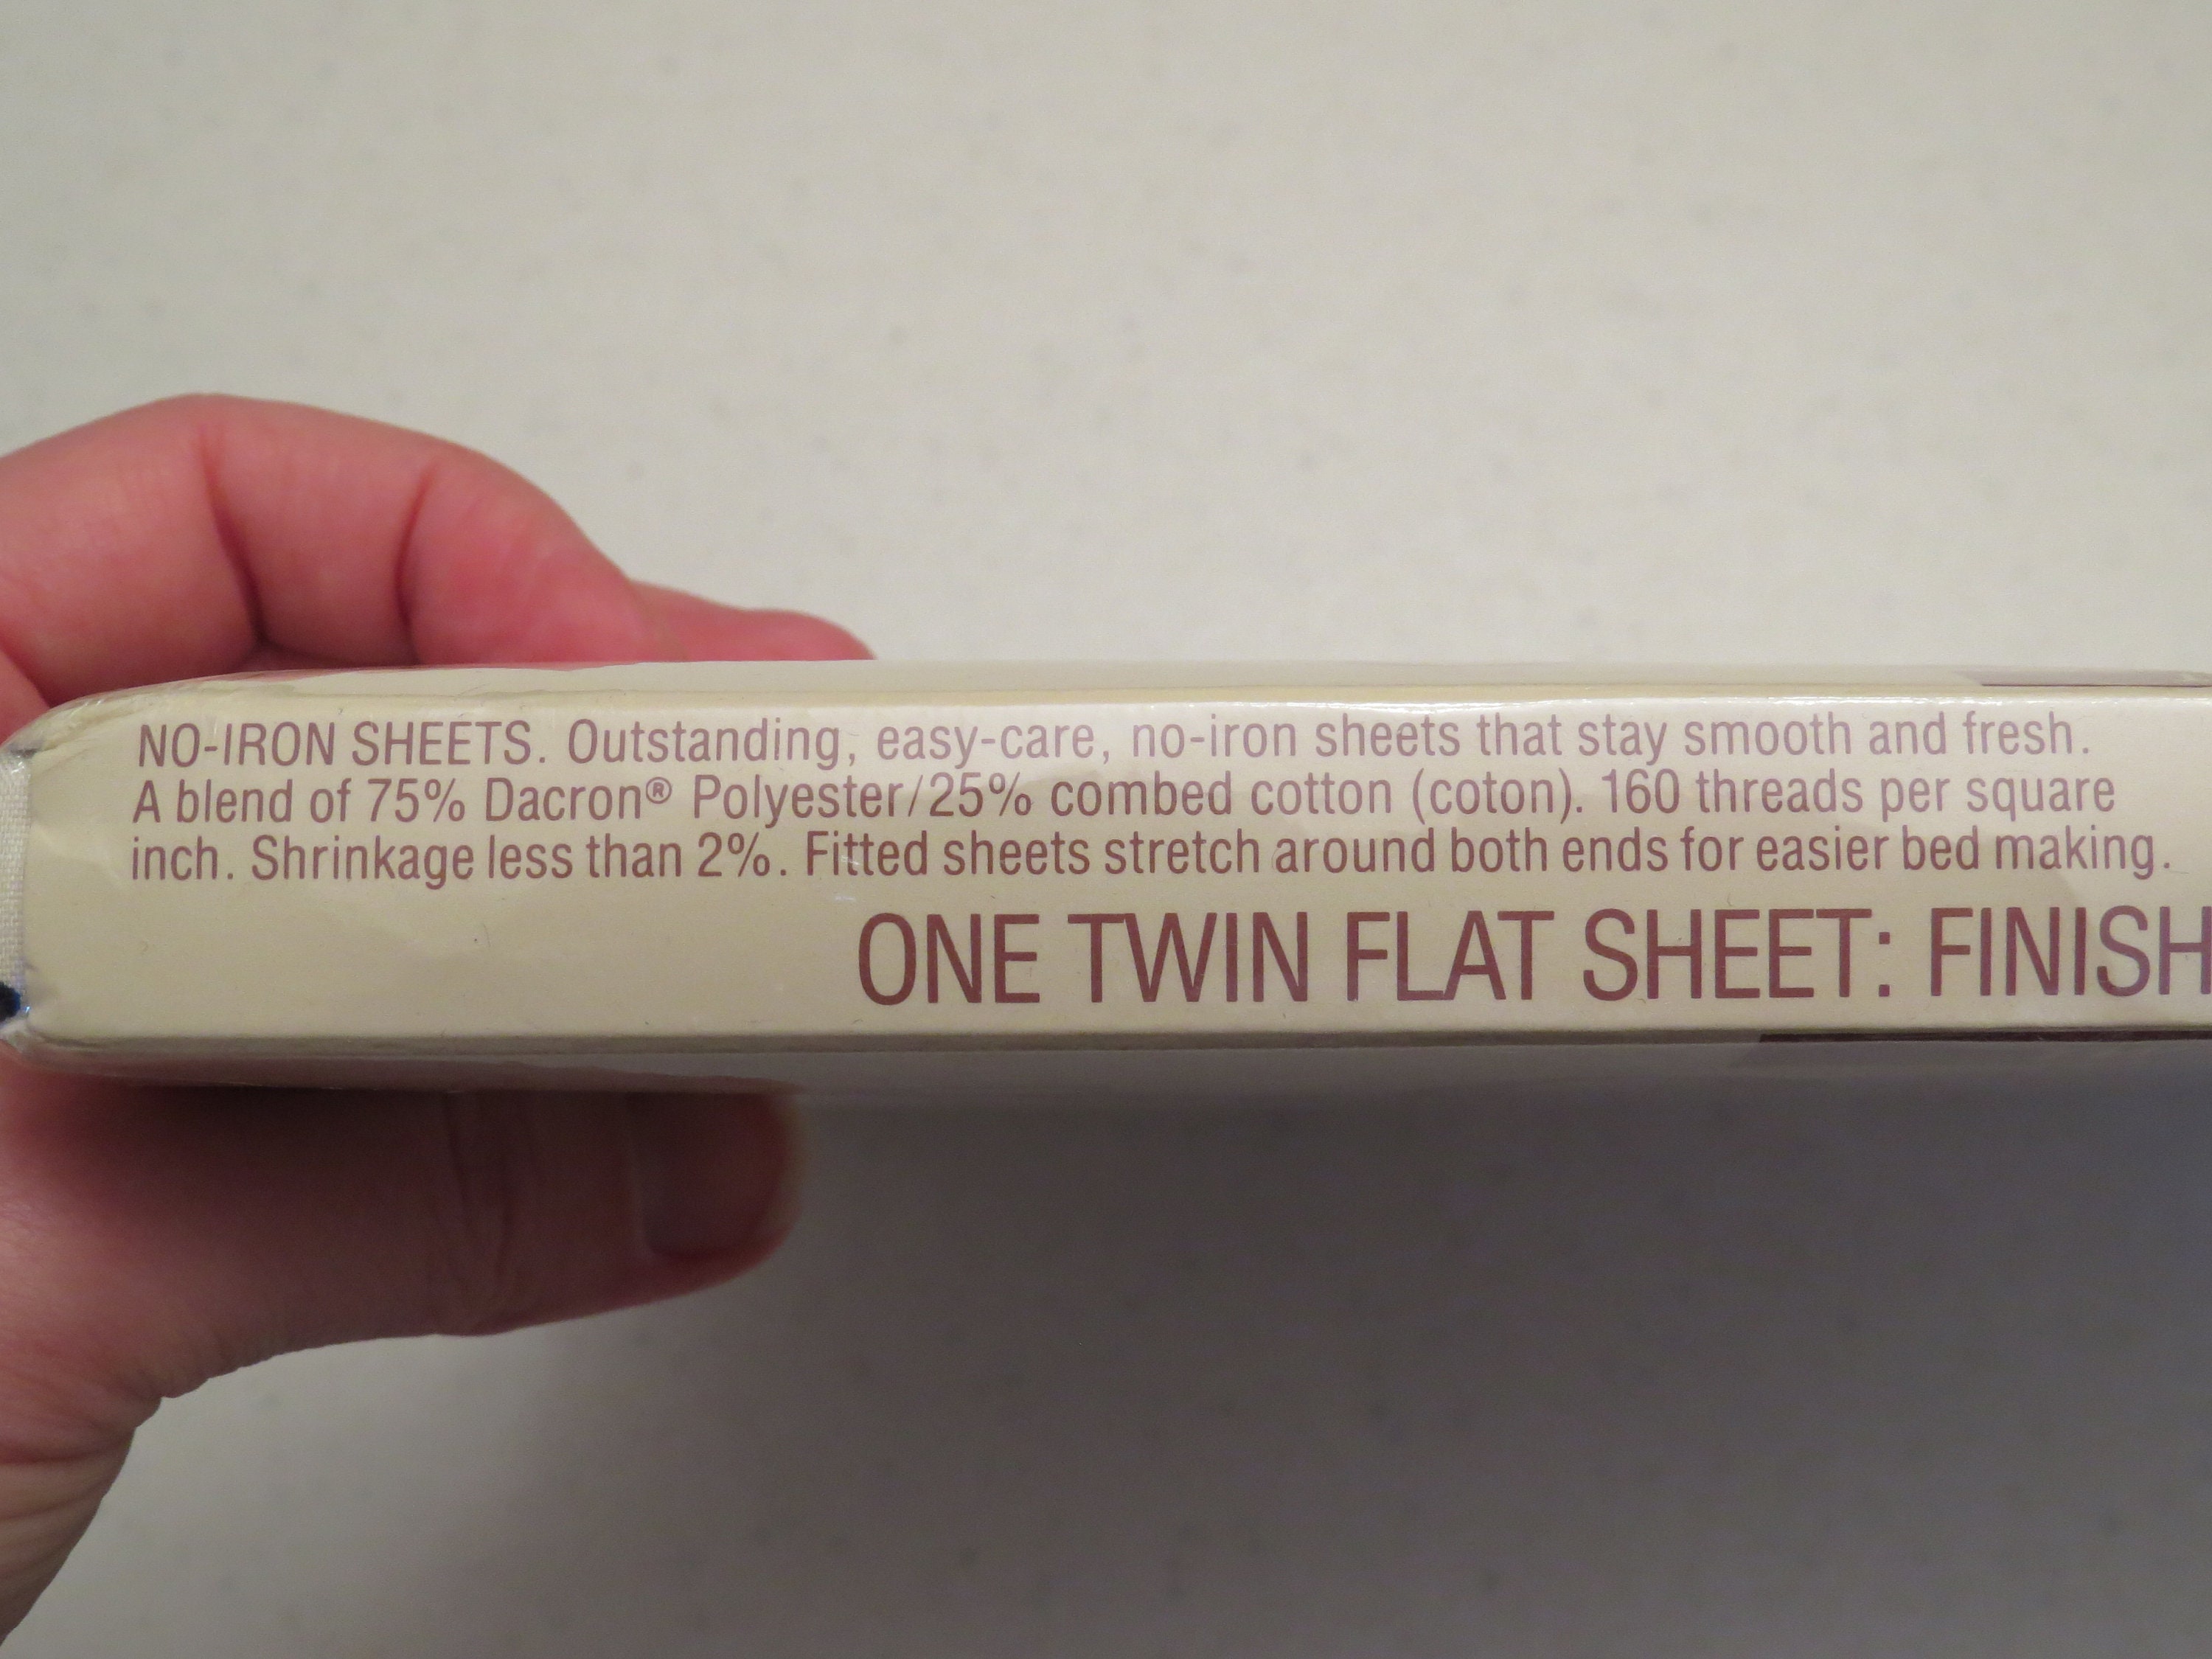 NO-IRON SHEETS. Outstanding, easy-care, no-iron sheets that stay smooth and fresh.
A blend of 75% Dacron® Polyester/25% combed cotton (coton). 160 threads per square
inch. Shrinkage less than 2%. Fitted sheets stretch around both ends for easier bed making.
ONE TWIN FLAT SHEET: FINISH